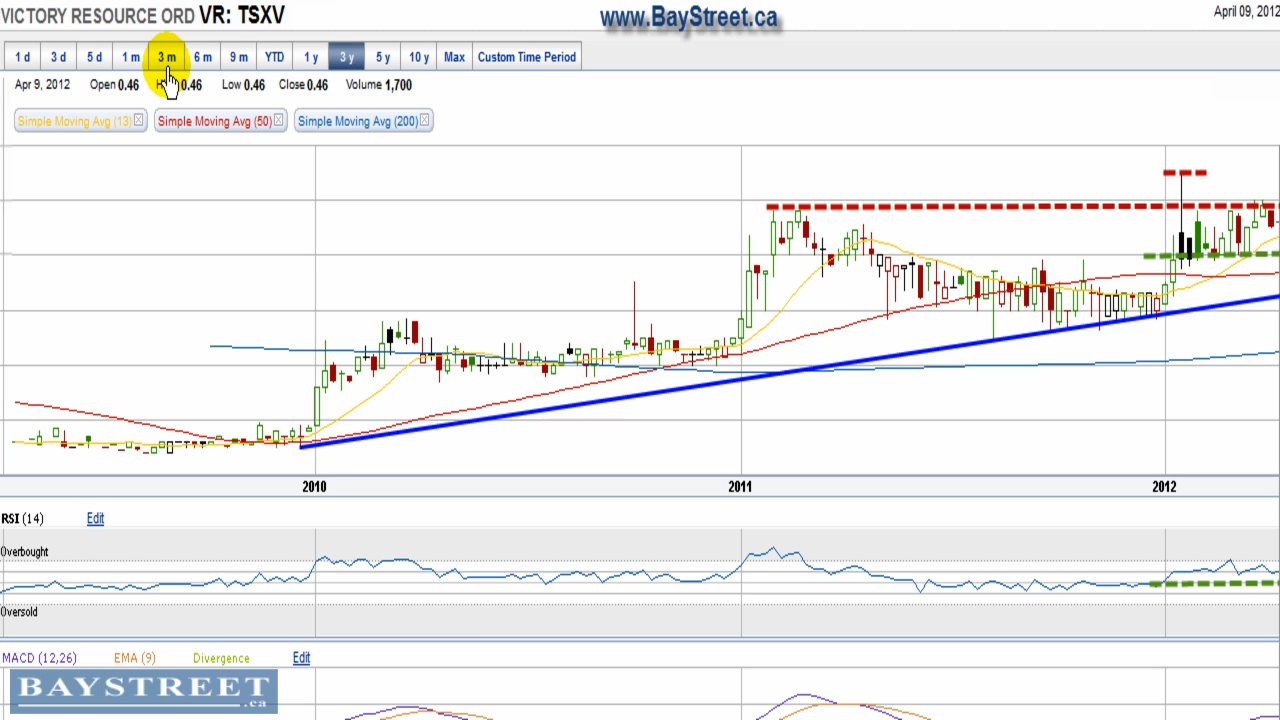 VICTORY RESOURCE ORD VR: TSXV
www.BayStreet.ca
April 09, 2012
1 d 3 d 5 d 1 m 3 m 6 m 9 m YTD 1 y 3 y 5 y 10 y Max Custom Time Period
Apr 9, 2012 Open 0.46 0.46 Low 0.46 Close 0.46 Volume 1,700
Simple Moving Avg (13) Simple Moving Avg (50) Simple Moving Avg (200)
2010 2011 2012
RSI (14) Edit
Overbought
Oversold
MACD (12,26) EMA (9) Divergence Edit
BAYSTREET
.ca